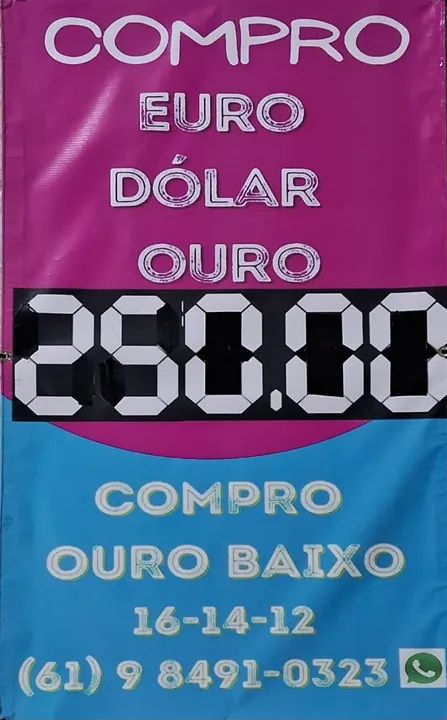 COMPRO
EURO
DÓLAR
OURO
250.00
COMPRO
OURO BAIXO
16-14-12
(61) 9 8491-0323